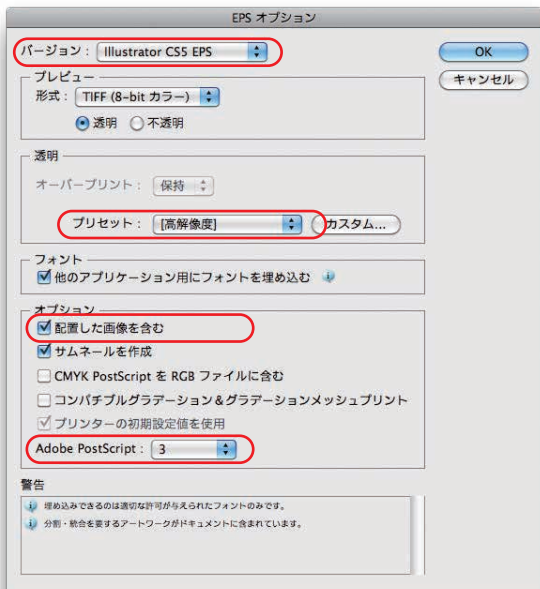 EPS オプション
バージョン： Illustrator CS5 EPS
OK
キャンセル
プレビュー
形式： TIFF (8-bit カラー)
透明 不透明
透明
オーバープリント： 保持
プリセット： [高解像度] カスタム...
フォント
他のアプリケーション用にフォントを埋め込む
オプション
配置した画像を含む
サムネールを作成
CMYK PostScript を RGB ファイルに含む
コンパチブルグラデーション＆グラデーションメッシュプリント
プリンターの初期設定値を使用
Adobe PostScript： 3
警告
埋め込みできるのは適切な許可が与えられたフォントのみです。
分割・統合を要するアートワークがドキュメントに含まれています。